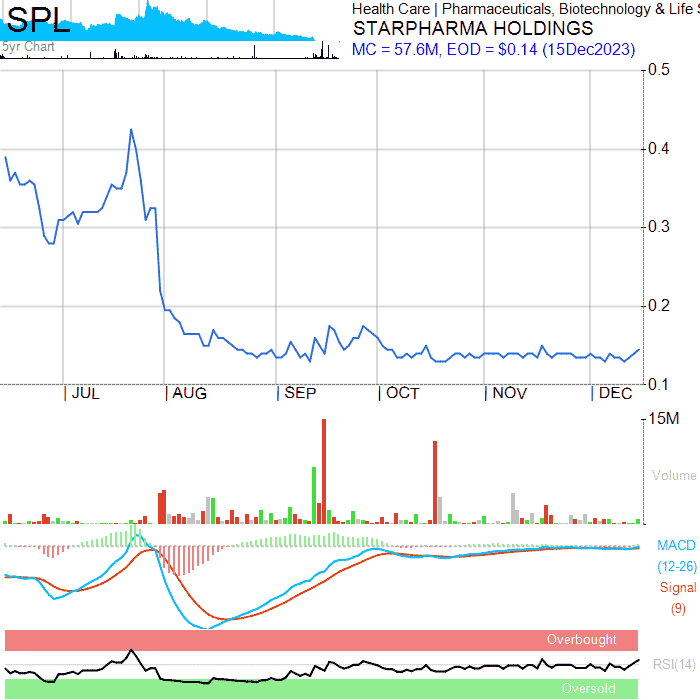 SPL
5yr Chart
Health Care | Pharmaceuticals, Biotechnology & Life S
STARPHARMA HOLDINGS
MC = 57.6M, EOD = $0.14 (15Dec2023)
0.5
0.4
0.3
0.2
0.1
| JUL | AUG | SEP | OCT | NOV | DEC
15M
Volume
MACD
(12-26)
Signal
(9)
Overbought
RSI(14)
Oversold